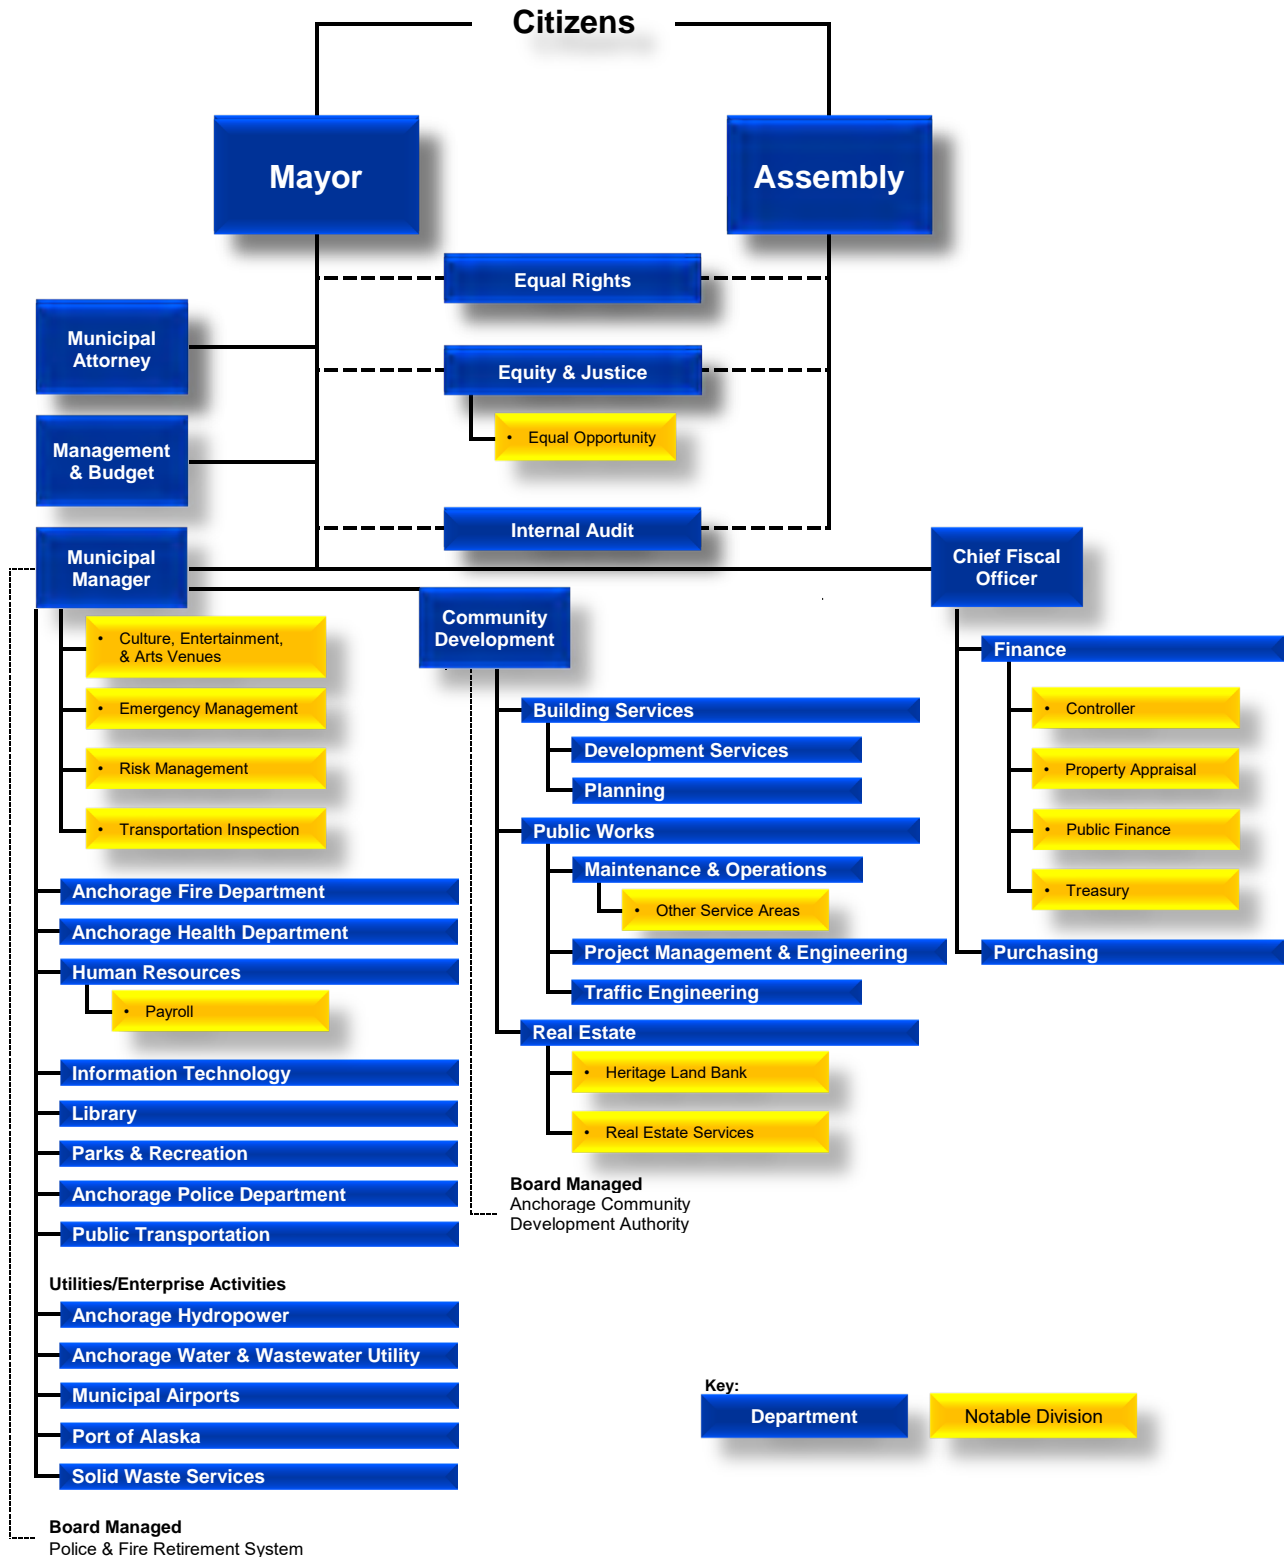 Citizens
Mayor
Assembly
Equal Rights
Municipal
Attorney
Equity & Justice
• Equal Opportunity
Management
& Budget
Internal Audit
Municipal
Manager
Chief Fiscal
Officer
Community
Development
• Culture, Entertainment,
& Arts Venues
• Emergency Management
• Risk Management
• Transportation Inspection
Anchorage Fire Department
Anchorage Health Department
Human Resources
• Payroll
Information Technology
Library
Parks & Recreation
Anchorage Police Department
Public Transportation
Utilities/Enterprise Activities
Anchorage Hydropower
Anchorage Water & Wastewater Utility
Municipal Airports
Port of Alaska
Solid Waste Services
Board Managed
Police & Fire Retirement System
Building Services
Development Services
Planning
Public Works
Maintenance & Operations
• Other Service Areas
Project Management & Engineering
Traffic Engineering
Real Estate
• Heritage Land Bank
• Real Estate Services
Board Managed
Anchorage Community
Development Authority
Finance
• Controller
• Property Appraisal
• Public Finance
• Treasury
Purchasing
Key:
Department
Notable Division